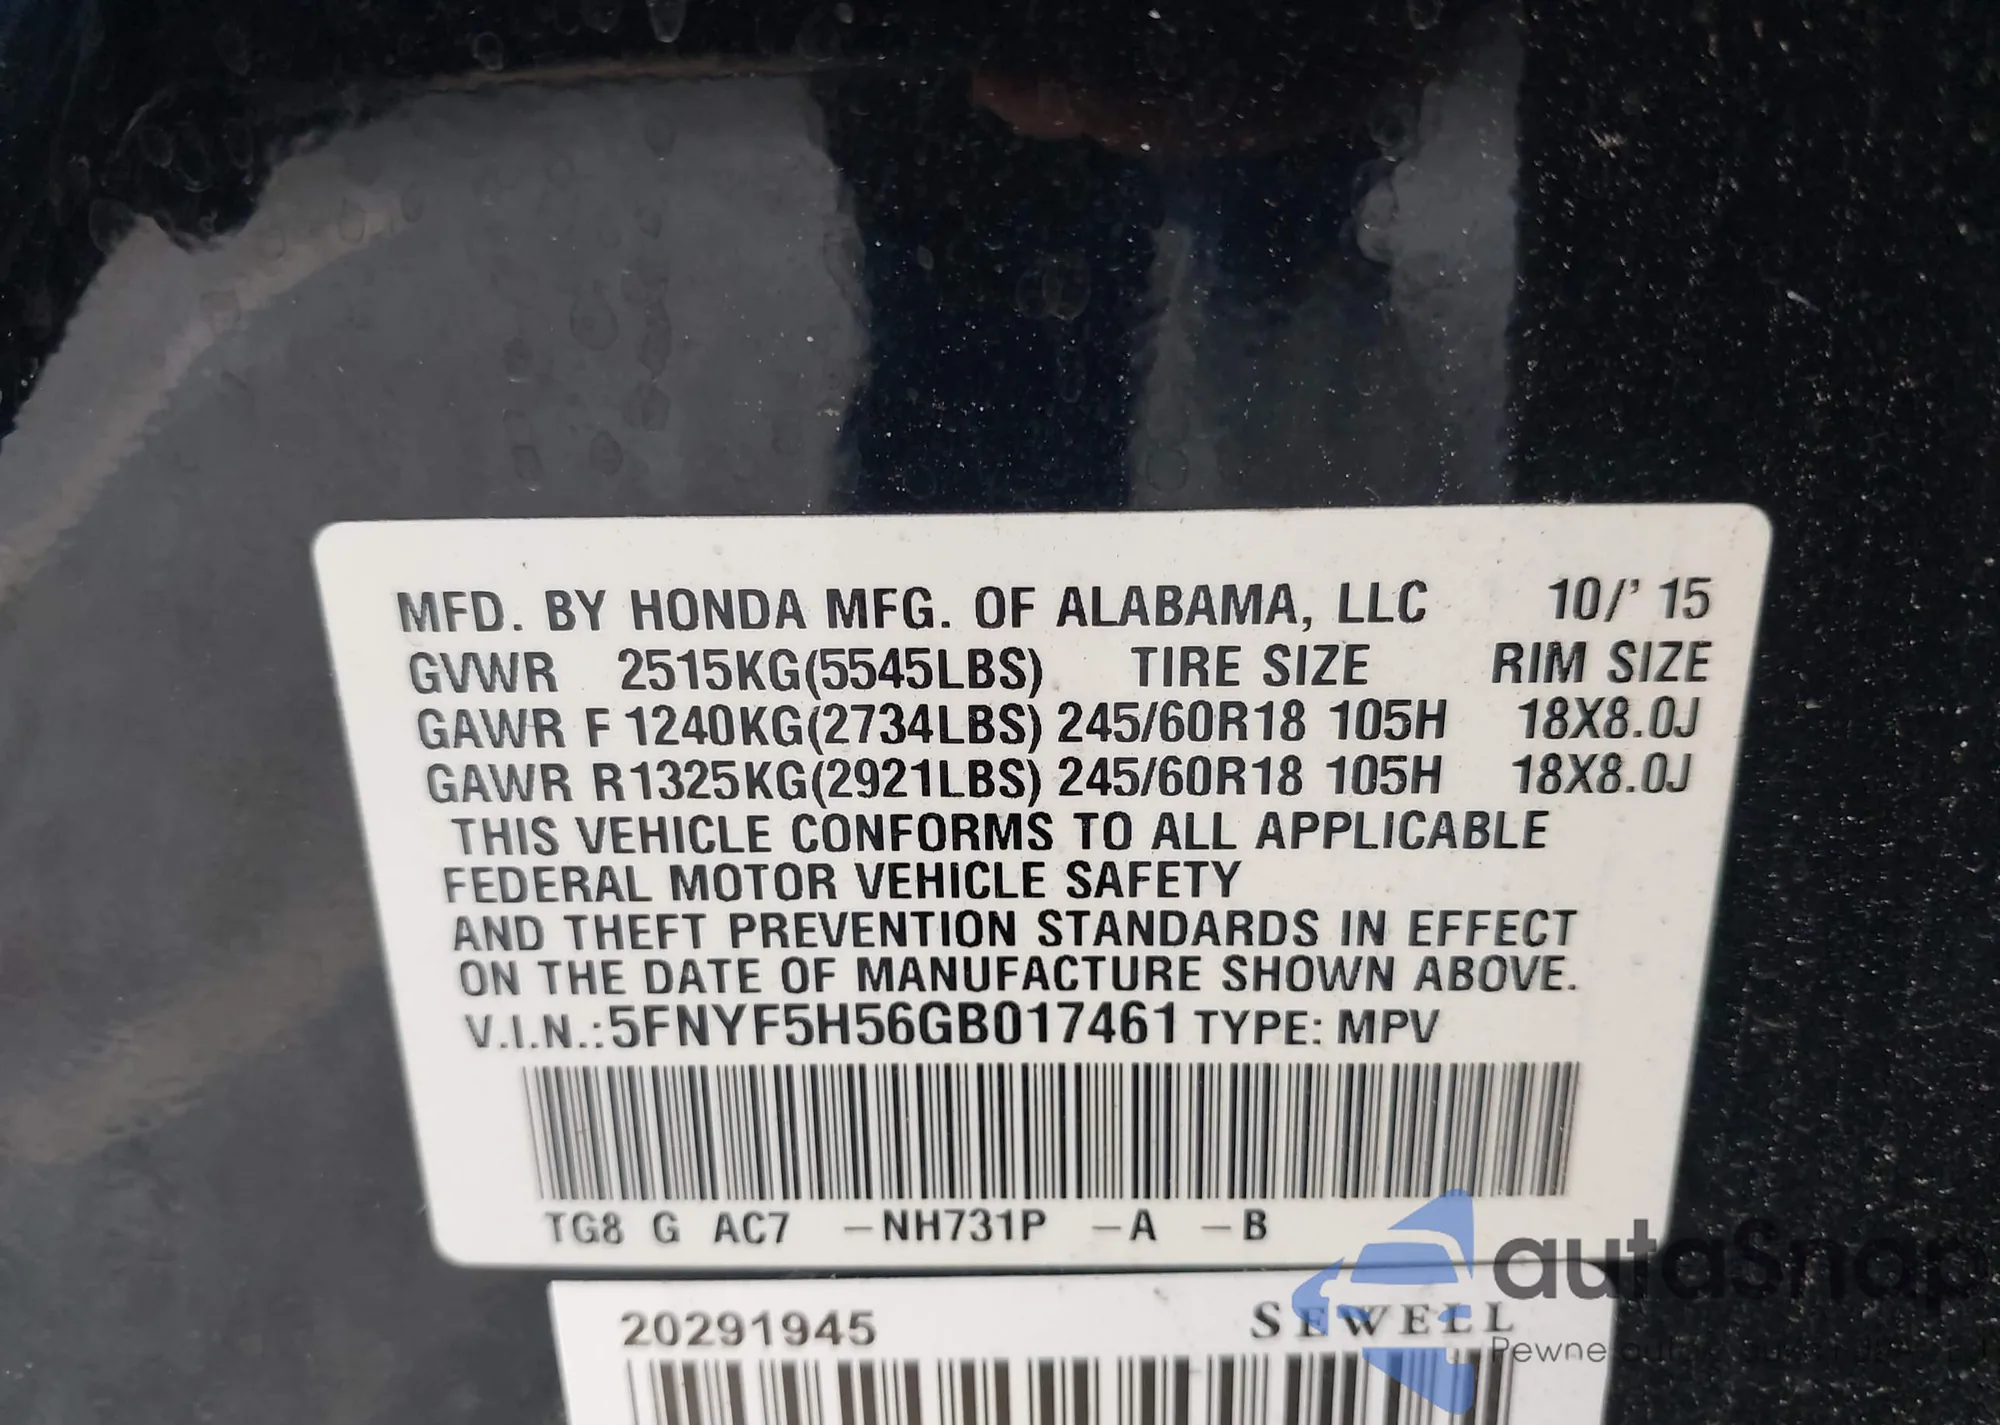 MFD. BY HONDA MFG. OF ALABAMA, LLC 10/' 15
GVWR 2515KG(5545LBS) TIRE SIZE RIM SIZE
GAWR F 1240KG(2734LBS) 245/60R18 105H 18X8.0J
GAWR R 1325KG(2921LBS) 245/60R18 105H 18X8.0J
THIS VEHICLE CONFORMS TO ALL APPLICABLE
FEDERAL MOTOR VEHICLE SAFETY
AND THEFT PREVENTION STANDARDS IN EFFECT
ON THE DATE OF MANUFACTURE SHOWN ABOVE.
V.I.N.:5FNYF5H56GB017461 TYPE: MPV
TG8 G AC7 -NH731P -A -B
20291945 SEWELL
autaSnap
Pewne